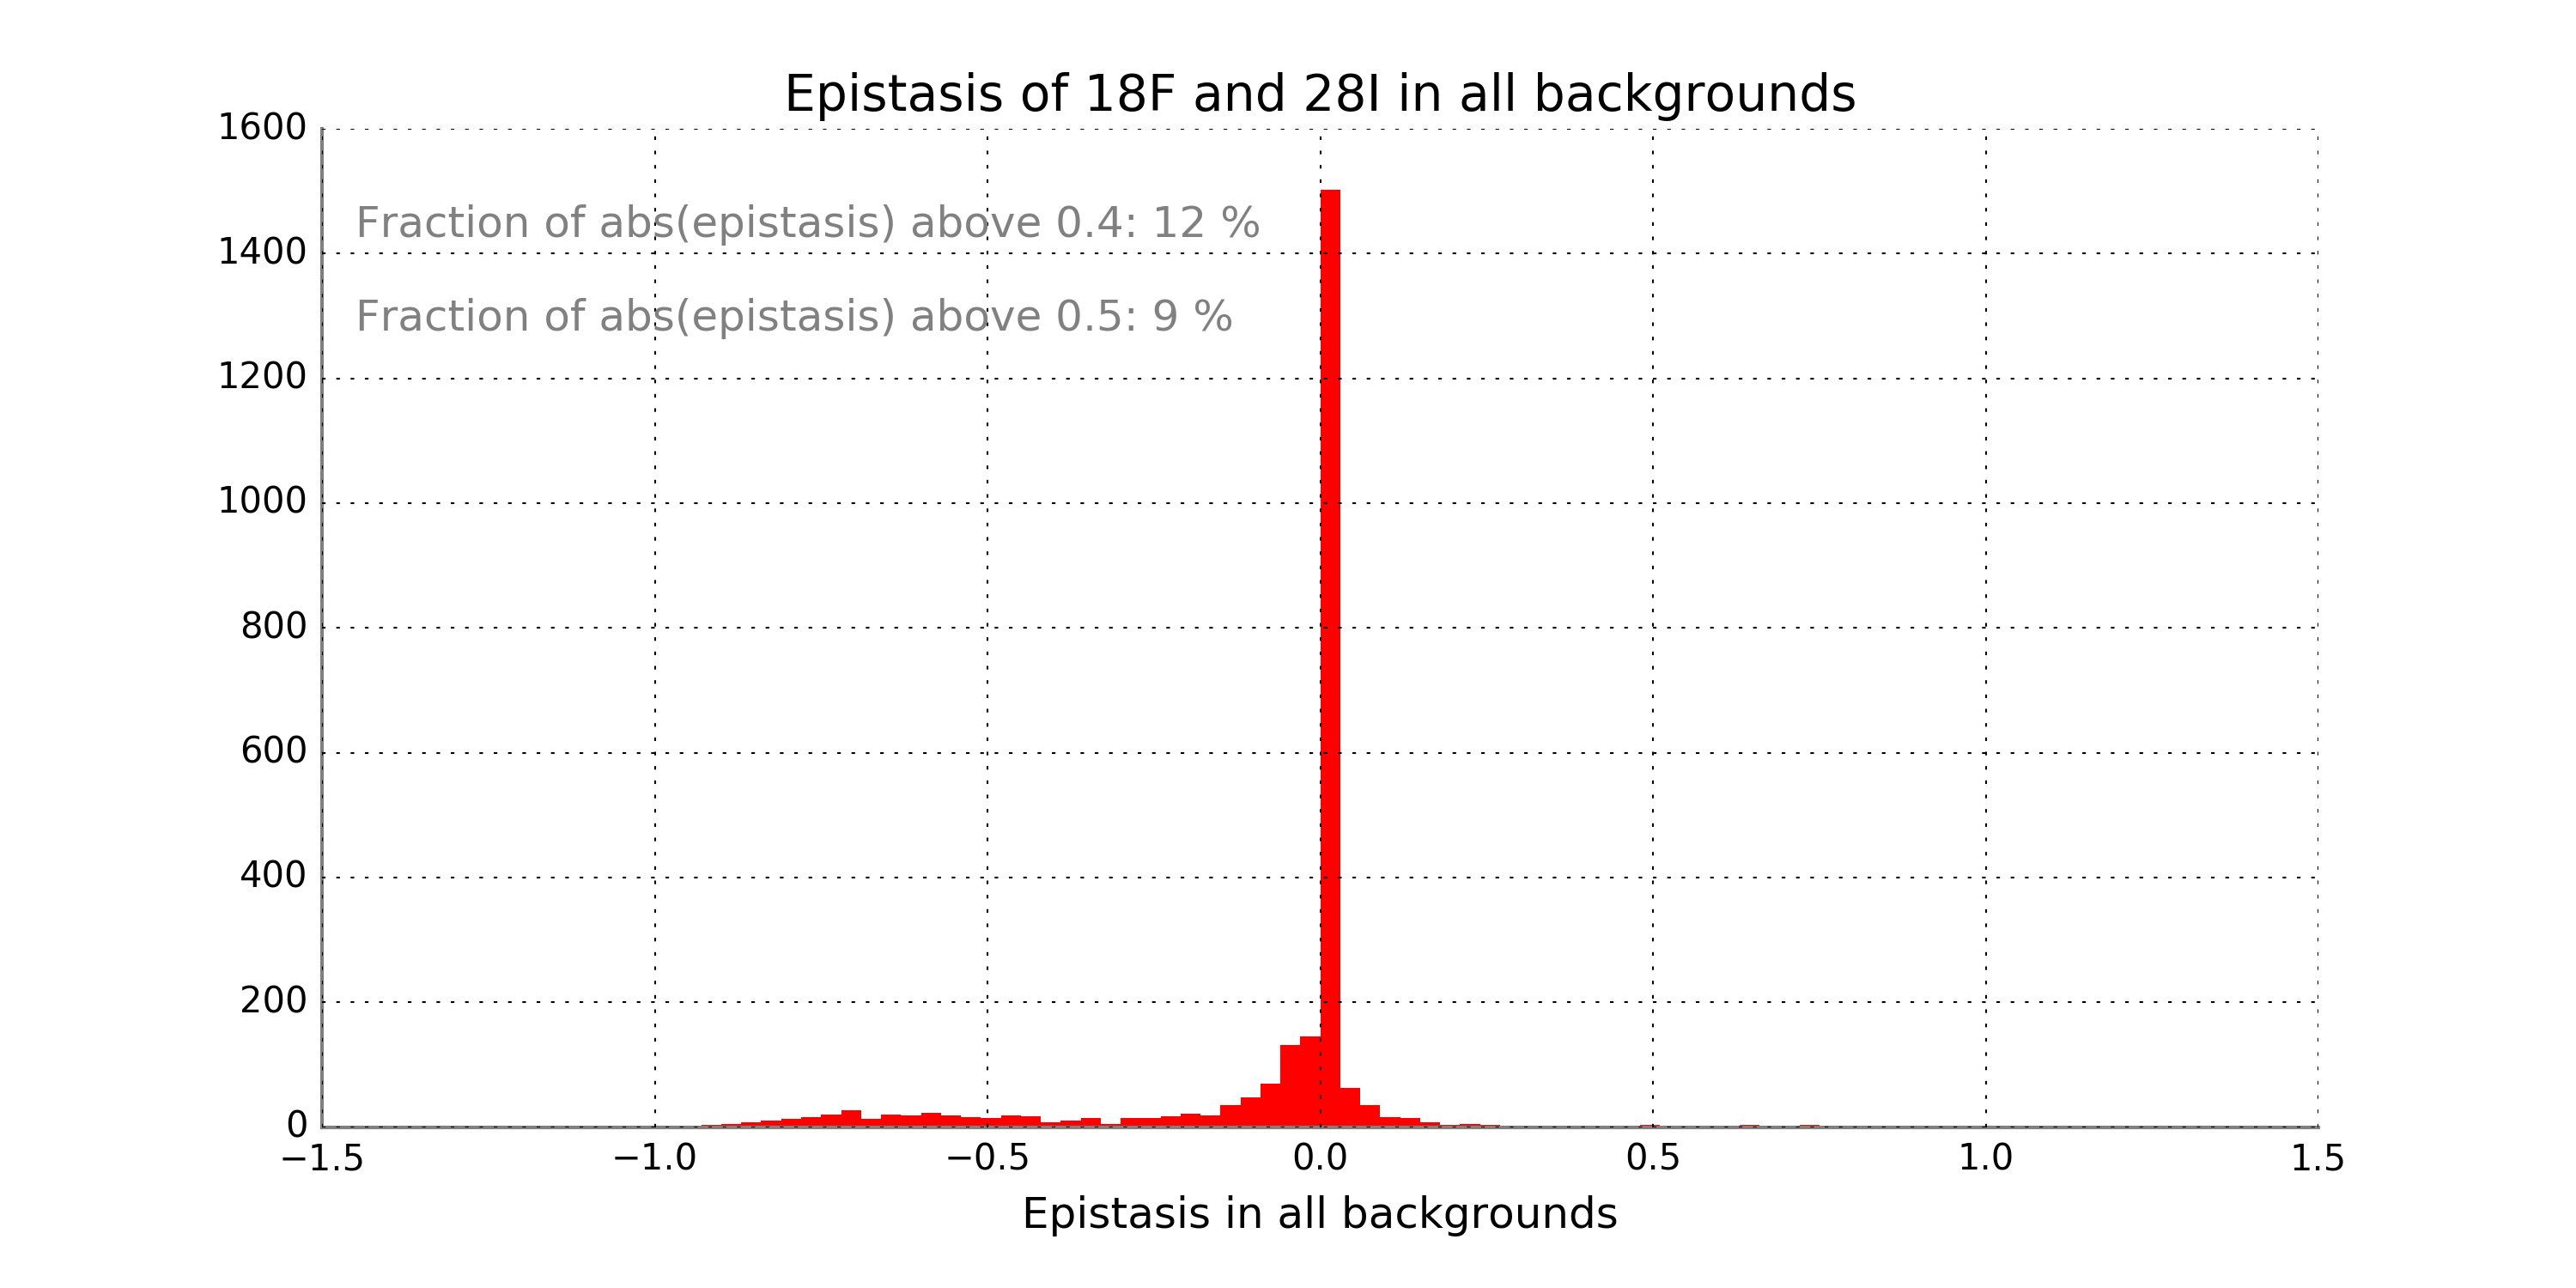 Epistasis of 18F and 28I in all backgrounds
1600
Fraction of abs(epistasis) above 0.4: 12 %
1400
Fraction of abs(epistasis) above 0.5: 9 %
1200
1000
800
600
400
200
0
−1.5 −1.0 −0.5 0.0 0.5 1.0 1.5
Epistasis in all backgrounds